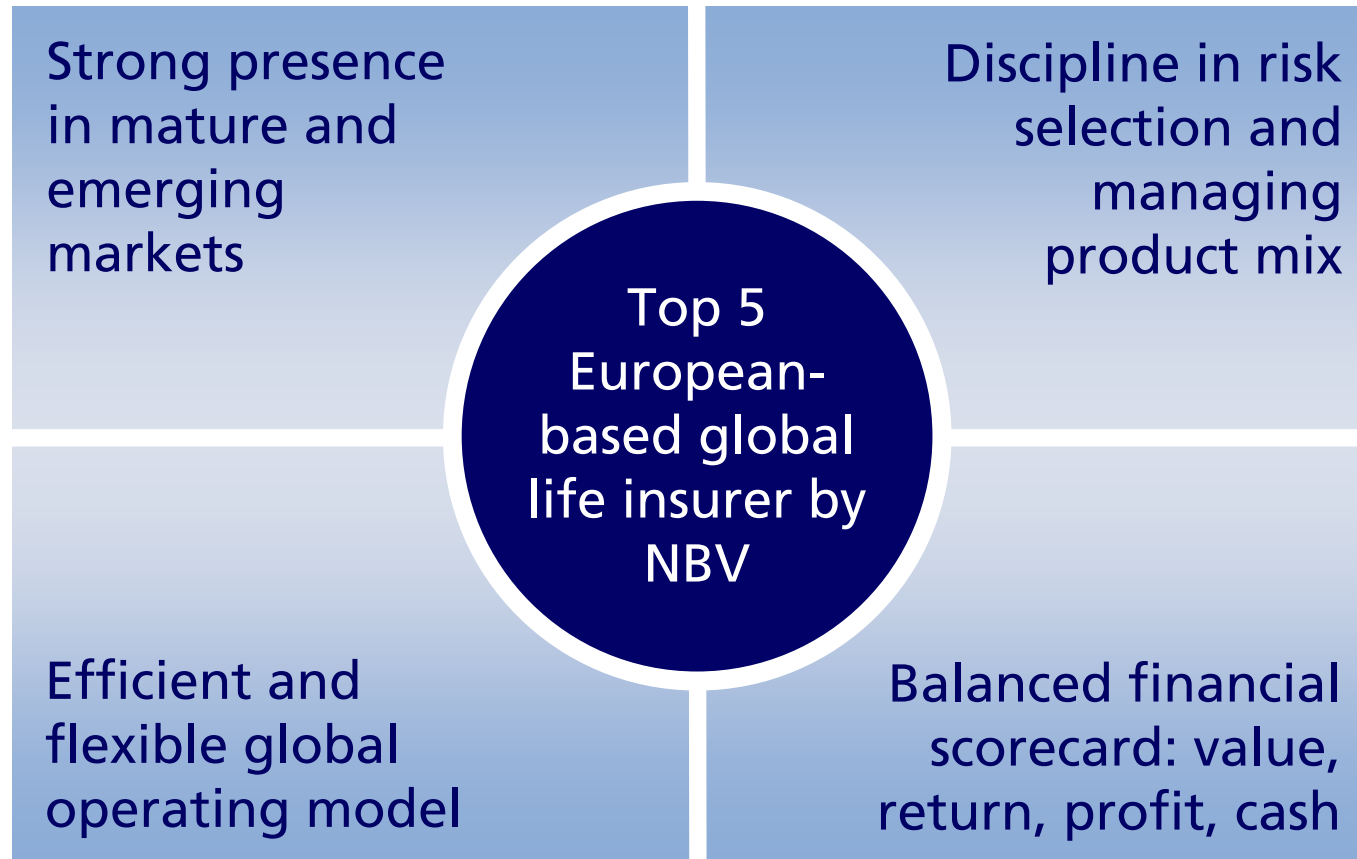 Strong presence
in mature and
emerging
markets
Discipline in risk
selection and
managing
product mix
Top 5
European-
based global
life insurer by
NBV
Efficient and
flexible global
operating model
Balanced financial
scorecard: value,
return, profit, cash